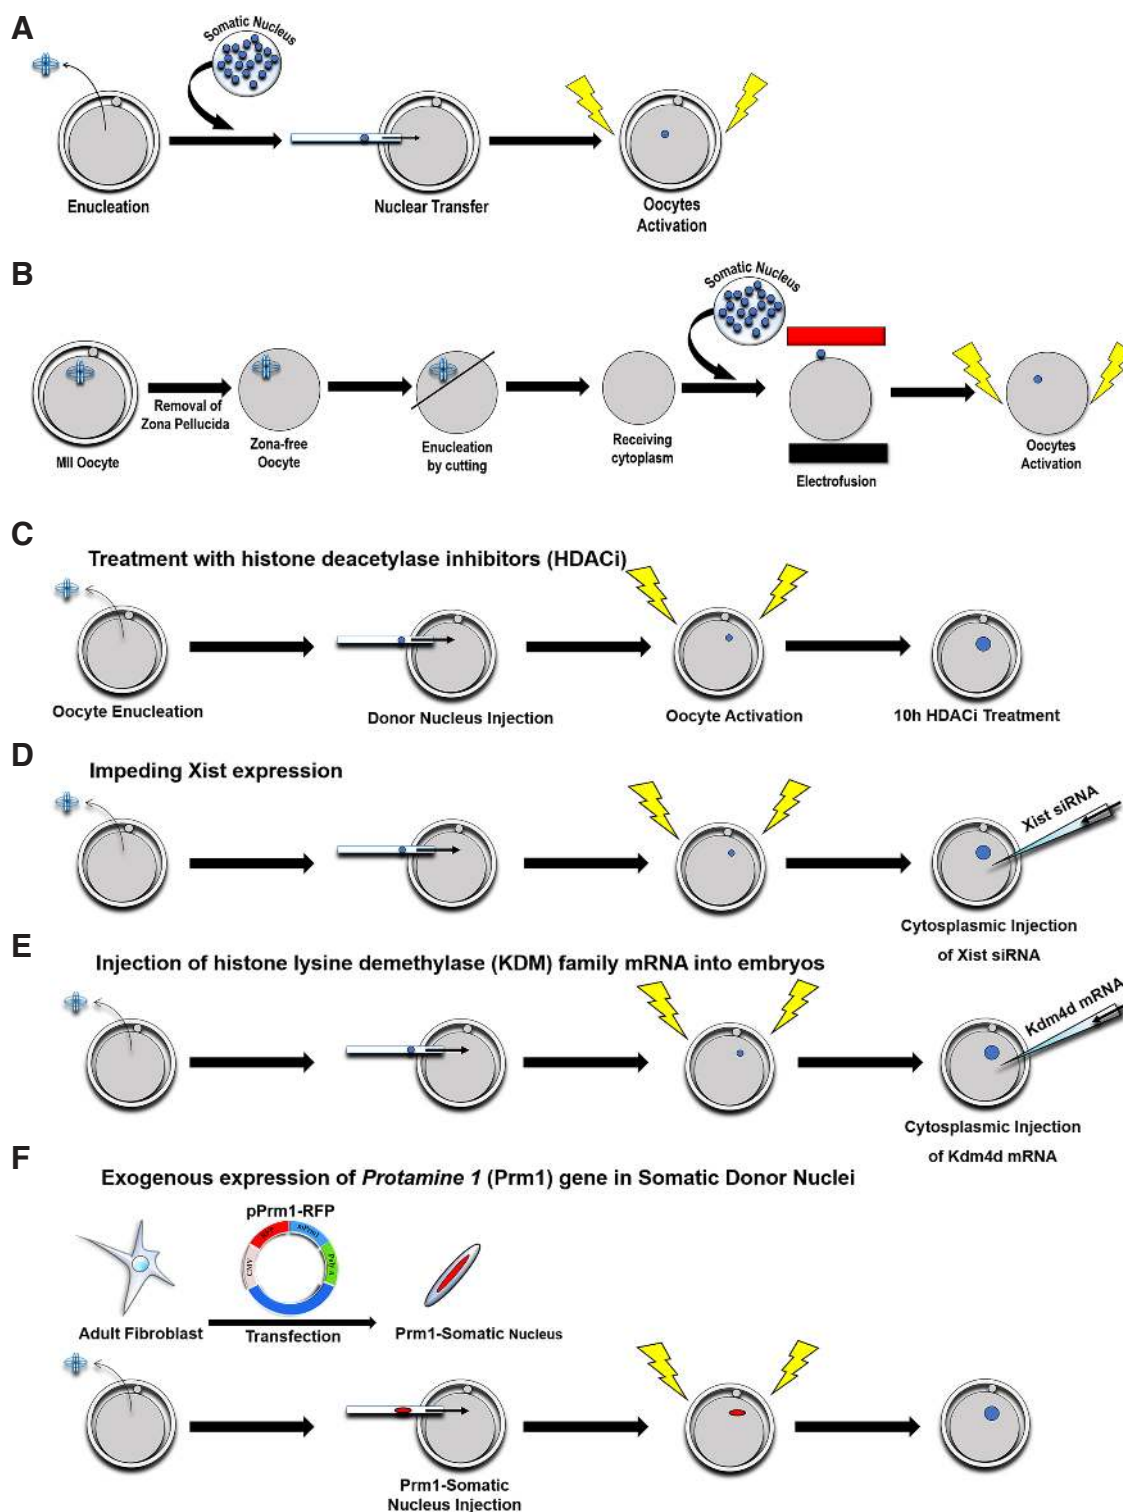 A
Somatic Nucleus
Enucleation
Nuclear Transfer
Oocytes
Activation
B
Somatic Nucleus
Removal of
Zona Pellucida
MII Oocyte
Zona-free
Oocyte
Enucleation
by cutting
Receiving
cytoplasm
Electrofusion
Oocytes
Activation
C
Treatment with histone deacetylase inhibitors (HDACi)
Oocyte Enucleation
Donor Nucleus Injection
Oocyte Activation
10h HDACi Treatment
D
Impeding Xist expression
Xist siRNA
Cytosplasmic Injection
of Xist siRNA
E
Injection of histone lysine demethylase (KDM) family mRNA into embryos
Kdm4d mRNA
Cytosplasmic Injection
of Kdm4d mRNA
F
Exogenous expression of Protamine 1 (Prm1) gene in Somatic Donor Nuclei
pPrm1-RFP
CMV
RFP
Poly A
Adult Fibroblast
Transfection
Prm1-Somatic Nucleus
Prm1-Somatic
Nucleus Injection